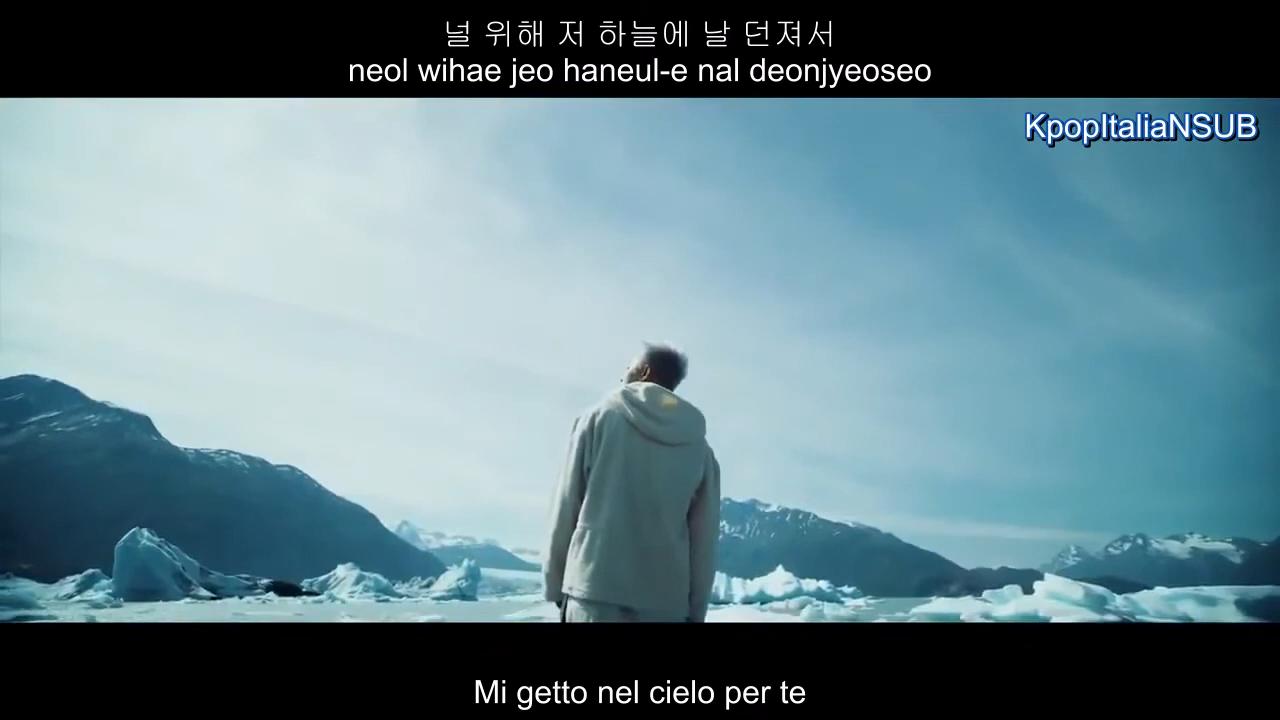 널 위해 저 하늘에 날 던져서
neol wihae jeo haneul-e nal deonjyeoseo
KpopItaliaNSUB
Mi getto nel cielo per te